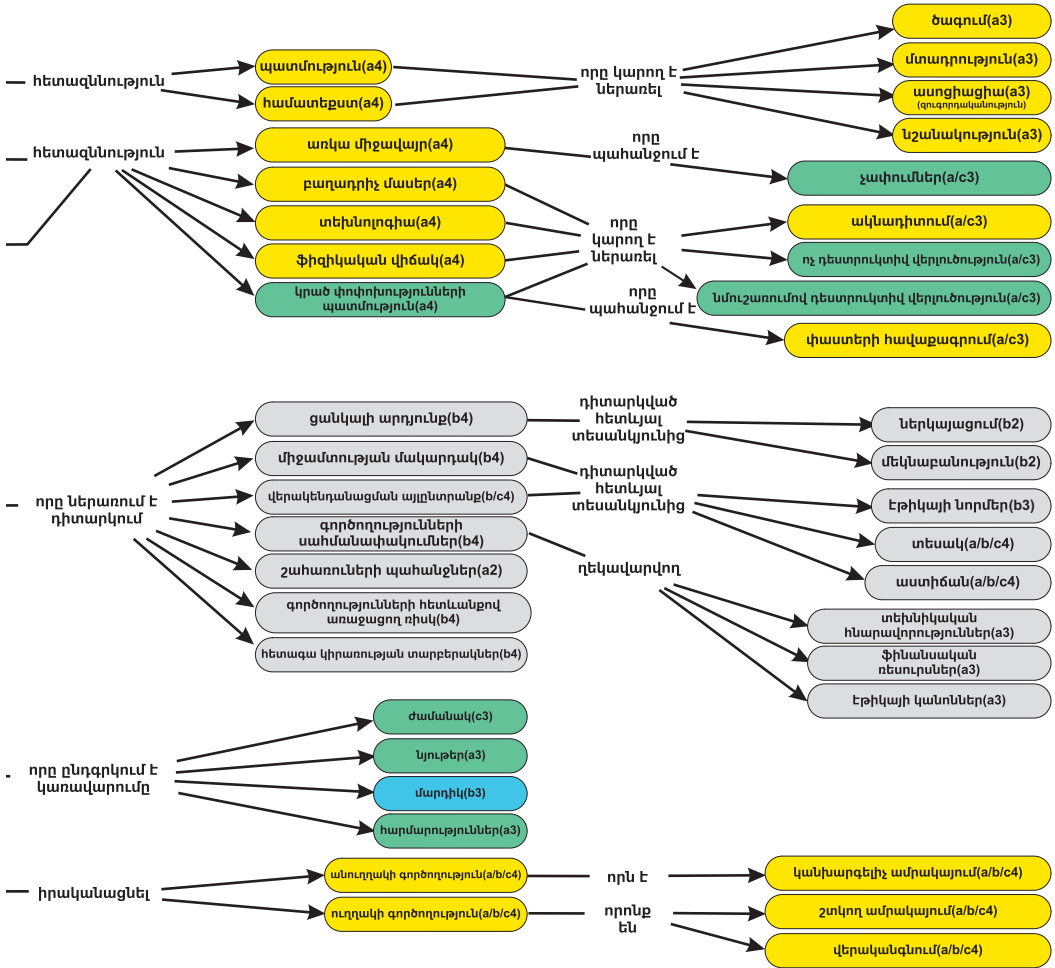 ծագում(a3)
մտադրություն(a3)
ասոցիացիա(a3)
(զուգորդականություն)
նշանակություն(a3)
հետազննություն
պատմություն(a4)
համատեքստ(a4)
որը կարող է
ներառել
հետազննություն
առկա միջավայր(a4)
բաղադրիչ մասեր(a4)
տեխնոլոգիա(a4)
ֆիզիկական վիճակ(a4)
կրած փոփոխությունների
պատմություն(a4)
որը
պահանջում է
չափումներ(a/c3)
որը
կարող է
ներառել
ակնադիտում(a/c3)
ոչ դեստրուկտիվ վերլուծություն(a/c3)
նմուշառումով դեստրուկտիվ վերլուծություն(a/c3)
որը
պահանջում է
փաստերի հավաքագրում(a/c3)
որը ներառում է
դիտարկում
ցանկալի արդյունք(b4)
միջամտության մակարդակ(b4)
վերակենդանացման այլընտրանք(b/c4)
գործողությունների
սահմանափակումներ(b4)
շահառուների պահանջներ(a2)
գործողությունների հետևանքով
առաջացող ռիսկ(b4)
հետագա կիրառության տարբերակներ(b4)
դիտարկված
հետևյալ
տեսանկյունից
ներկայացում(b2)
մեկնաբանություն(b2)
դիտարկված
հետևյալ
տեսանկյունից
էթիկայի նորմեր(b3)
տեսակ(a/b/c4)
աստիճան(a/b/c4)
ղեկավարվող
տեխնիկական
հնարավորություններ(a3)
ֆինանսական
ռեսուրսներ(a3)
էթիկայի կանոններ(a3)
որը ընդգրկում է
կառավարումը
ժամանակ(c3)
նյութեր(a3)
մարդիկ(b3)
հարմարություններ(a3)
իրականացնել
անուղղակի գործողություն(a/b/c4)
ուղղակի գործողություն(a/b/c4)
որն է
որոնք
են
կանխարգելիչ ամրակայում(a/b/c4)
շտկող ամրակայում(a/b/c4)
վերականգնում(a/b/c4)